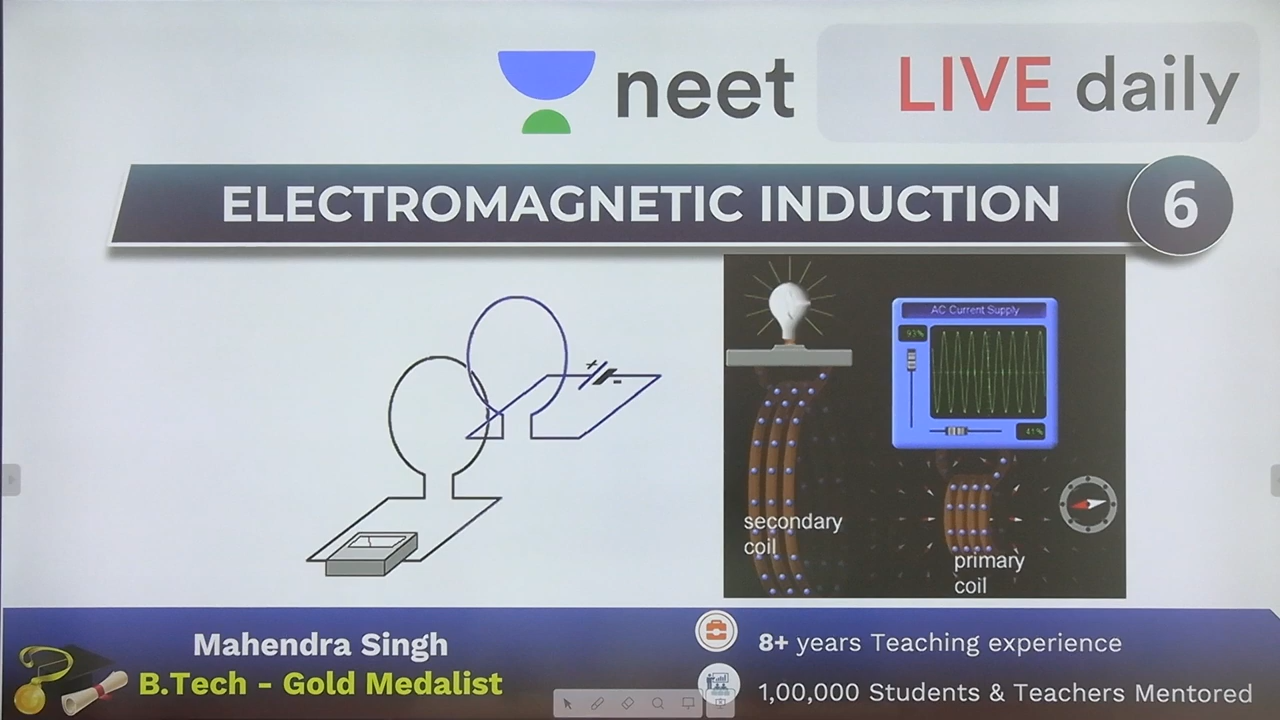 neet LIVE daily
ELECTROMAGNETIC INDUCTION 6
AC Current Supply
93%
+
-
41%
secondary
coil
primary
coil
Mahendra Singh
B.Tech - Gold Medalist
8+ years Teaching experience
1,00,000 Students & Teachers Mentored